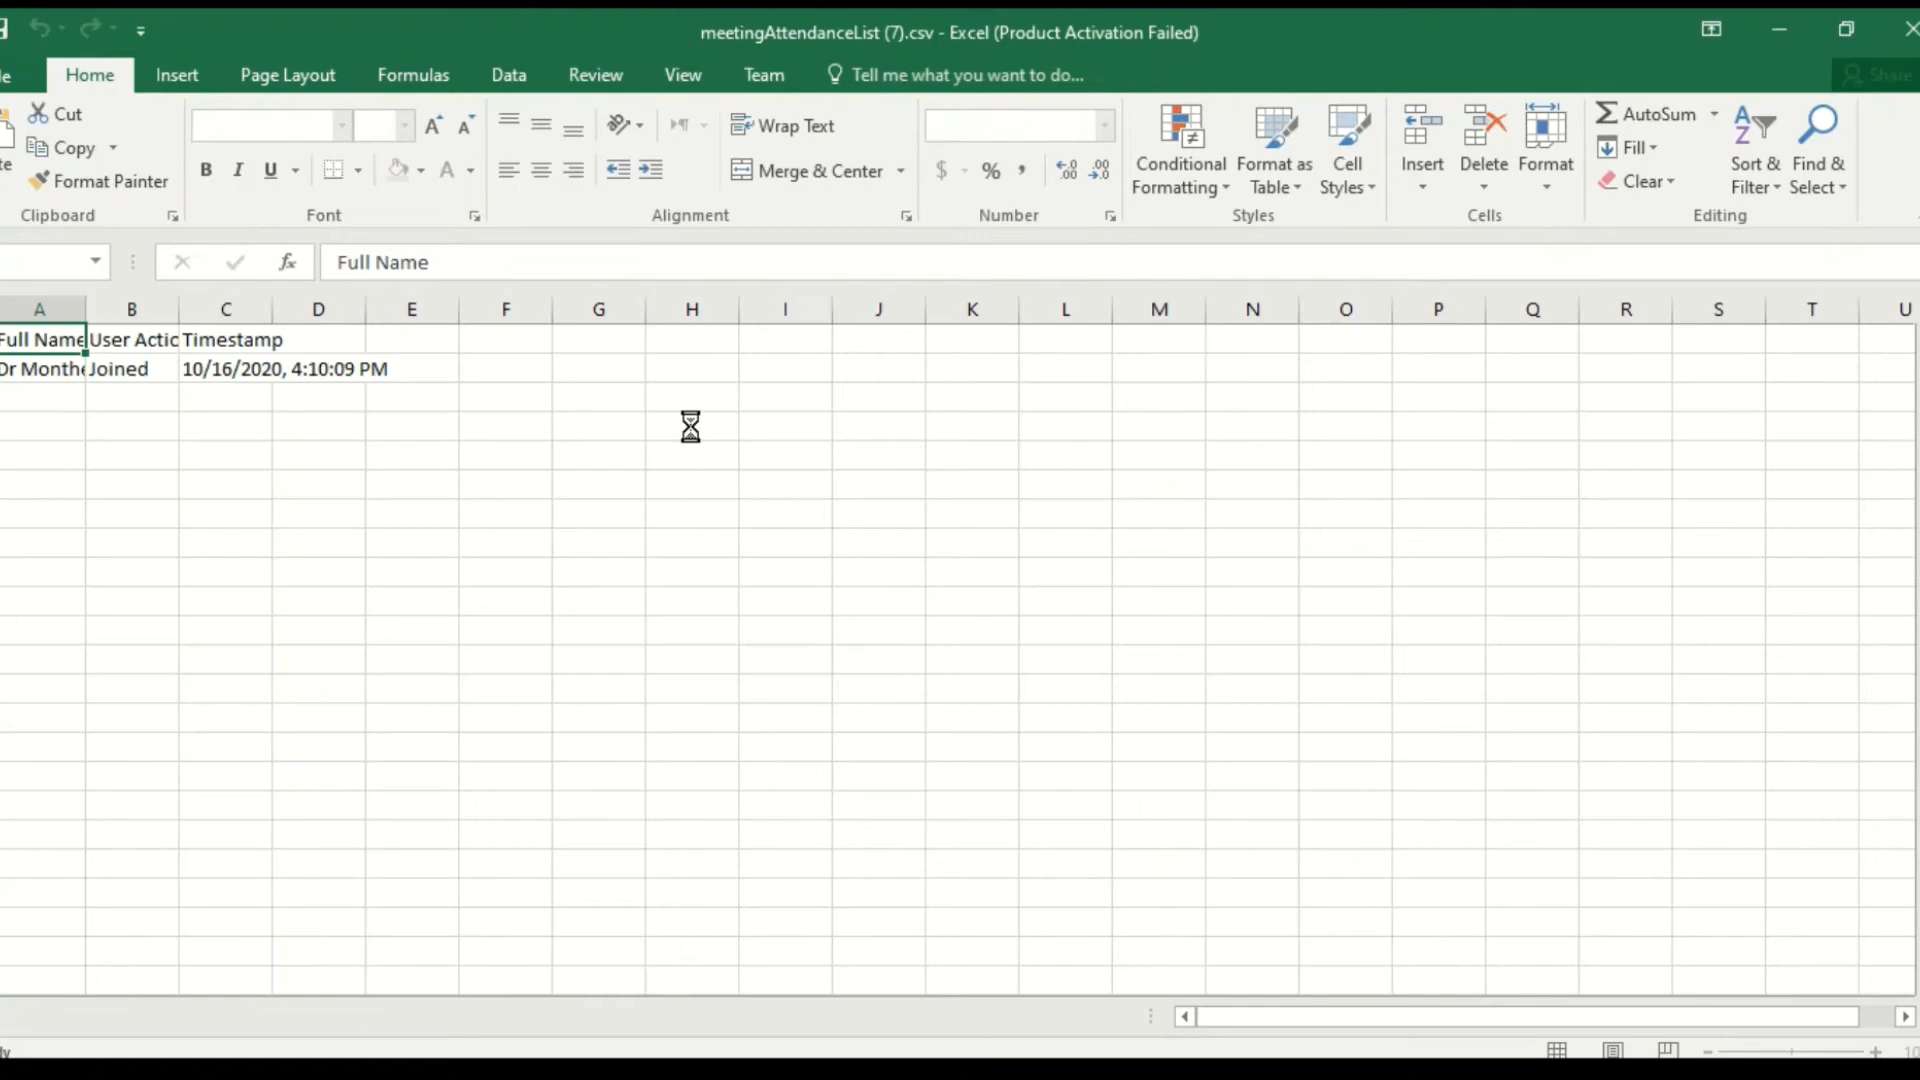 meetingAttendanceList (7).csv - Excel (Product Activation Failed)
Home Insert Page Layout Formulas Data Review View Team Tell me what you want to do... Share
Cut
Copy
Format Painter
Clipboard
B I U
Font
Wrap Text
Merge & Center
Alignment
$ % ,
Number
Conditional Formatting
Format as Table
Cell Styles
Styles
Insert
Delete
Format
Cells
AutoSum
Fill
Clear
Sort & Filter
Find & Select
Editing
fx Full Name
A B C D E F G H I J K L M N O P Q R S T U
Full Name User Actic Timestamp
Dr Monthe Joined 10/16/2020, 4:10:09 PM